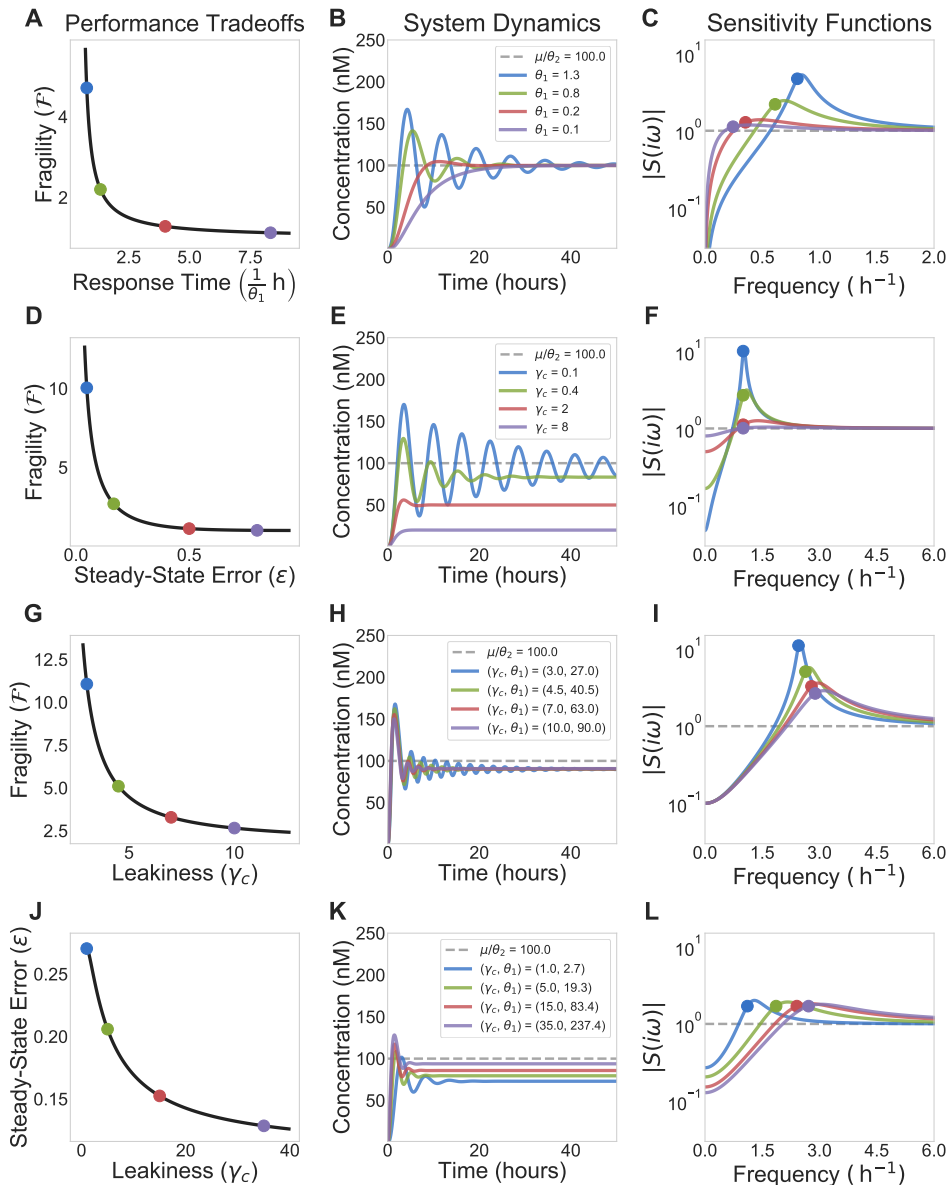 A Performance Tradeoffs
Fragility (ℱ)
4
2
2.5 5.0 7.5
Response Time (1/θ₁ h)
B System Dynamics
Concentration (nM)
250
200
150
100
50
μ/θ₂ = 100.0
θ₁ = 1.3
θ₁ = 0.8
θ₁ = 0.2
θ₁ = 0.1
0 20 40
Time (hours)
C Sensitivity Functions
|S(iω)|
10¹
10⁰
10⁻¹
0.0 0.5 1.0 1.5 2.0
Frequency ( h⁻¹)
D
Fragility (ℱ)
10
5
0.0 0.5
Steady-State Error (ε)
E
Concentration (nM)
250
200
150
100
50
μ/θ₂ = 100.0
γc = 0.1
γc = 0.4
γc = 2
γc = 8
0 20 40
Time (hours)
F
|S(iω)|
10¹
10⁰
10⁻¹
0.0 1.5 3.0 4.5 6.0
Frequency ( h⁻¹)
G
Fragility (ℱ)
12.5
10.0
7.5
5.0
2.5
5 10
Leakiness (γc)
H
Concentration (nM)
250
200
150
100
50
μ/θ₂ = 100.0
(γc, θ₁) = (3.0, 27.0)
(γc, θ₁) = (4.5, 40.5)
(γc, θ₁) = (7.0, 63.0)
(γc, θ₁) = (10.0, 90.0)
0 20 40
Time (hours)
I
|S(iω)|
10¹
10⁰
10⁻¹
0.0 1.5 3.0 4.5 6.0
Frequency ( h⁻¹)
J
Steady-State Error (ε)
0.25
0.20
0.15
0 20 40
Leakiness (γc)
K
Concentration (nM)
250
200
150
100
50
μ/θ₂ = 100.0
(γc, θ₁) = (1.0, 2.7)
(γc, θ₁) = (5.0, 19.3)
(γc, θ₁) = (15.0, 83.4)
(γc, θ₁) = (35.0, 237.4)
0 20 40
Time (hours)
L
|S(iω)|
10¹
10⁰
10⁻¹
0.0 1.5 3.0 4.5 6.0
Frequency ( h⁻¹)